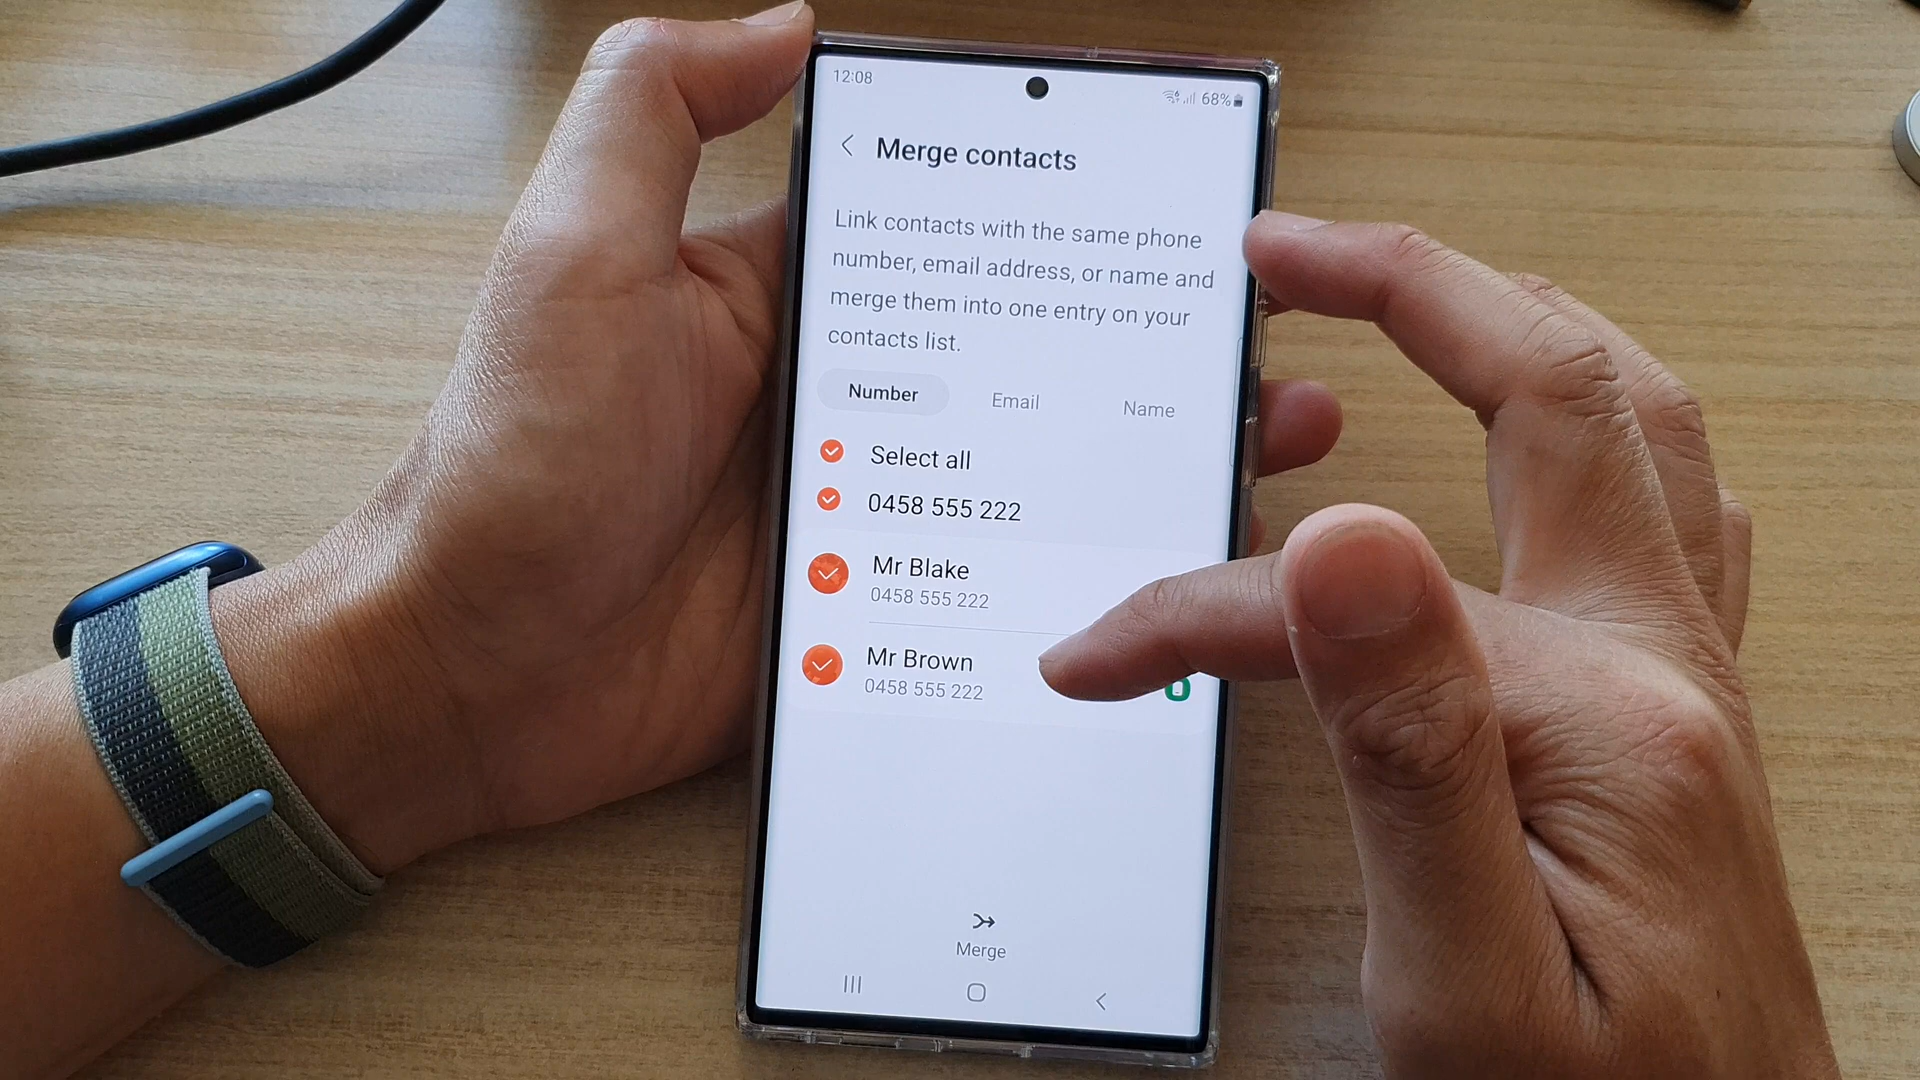 12:08
68%
Merge contacts
Link contacts with the same phone
number, email address, or name and
merge them into one entry on your
contacts list.
Number Email Name
Select all
0458 555 222
Mr Blake
0458 555 222
Mr Brown
0458 555 222
Merge